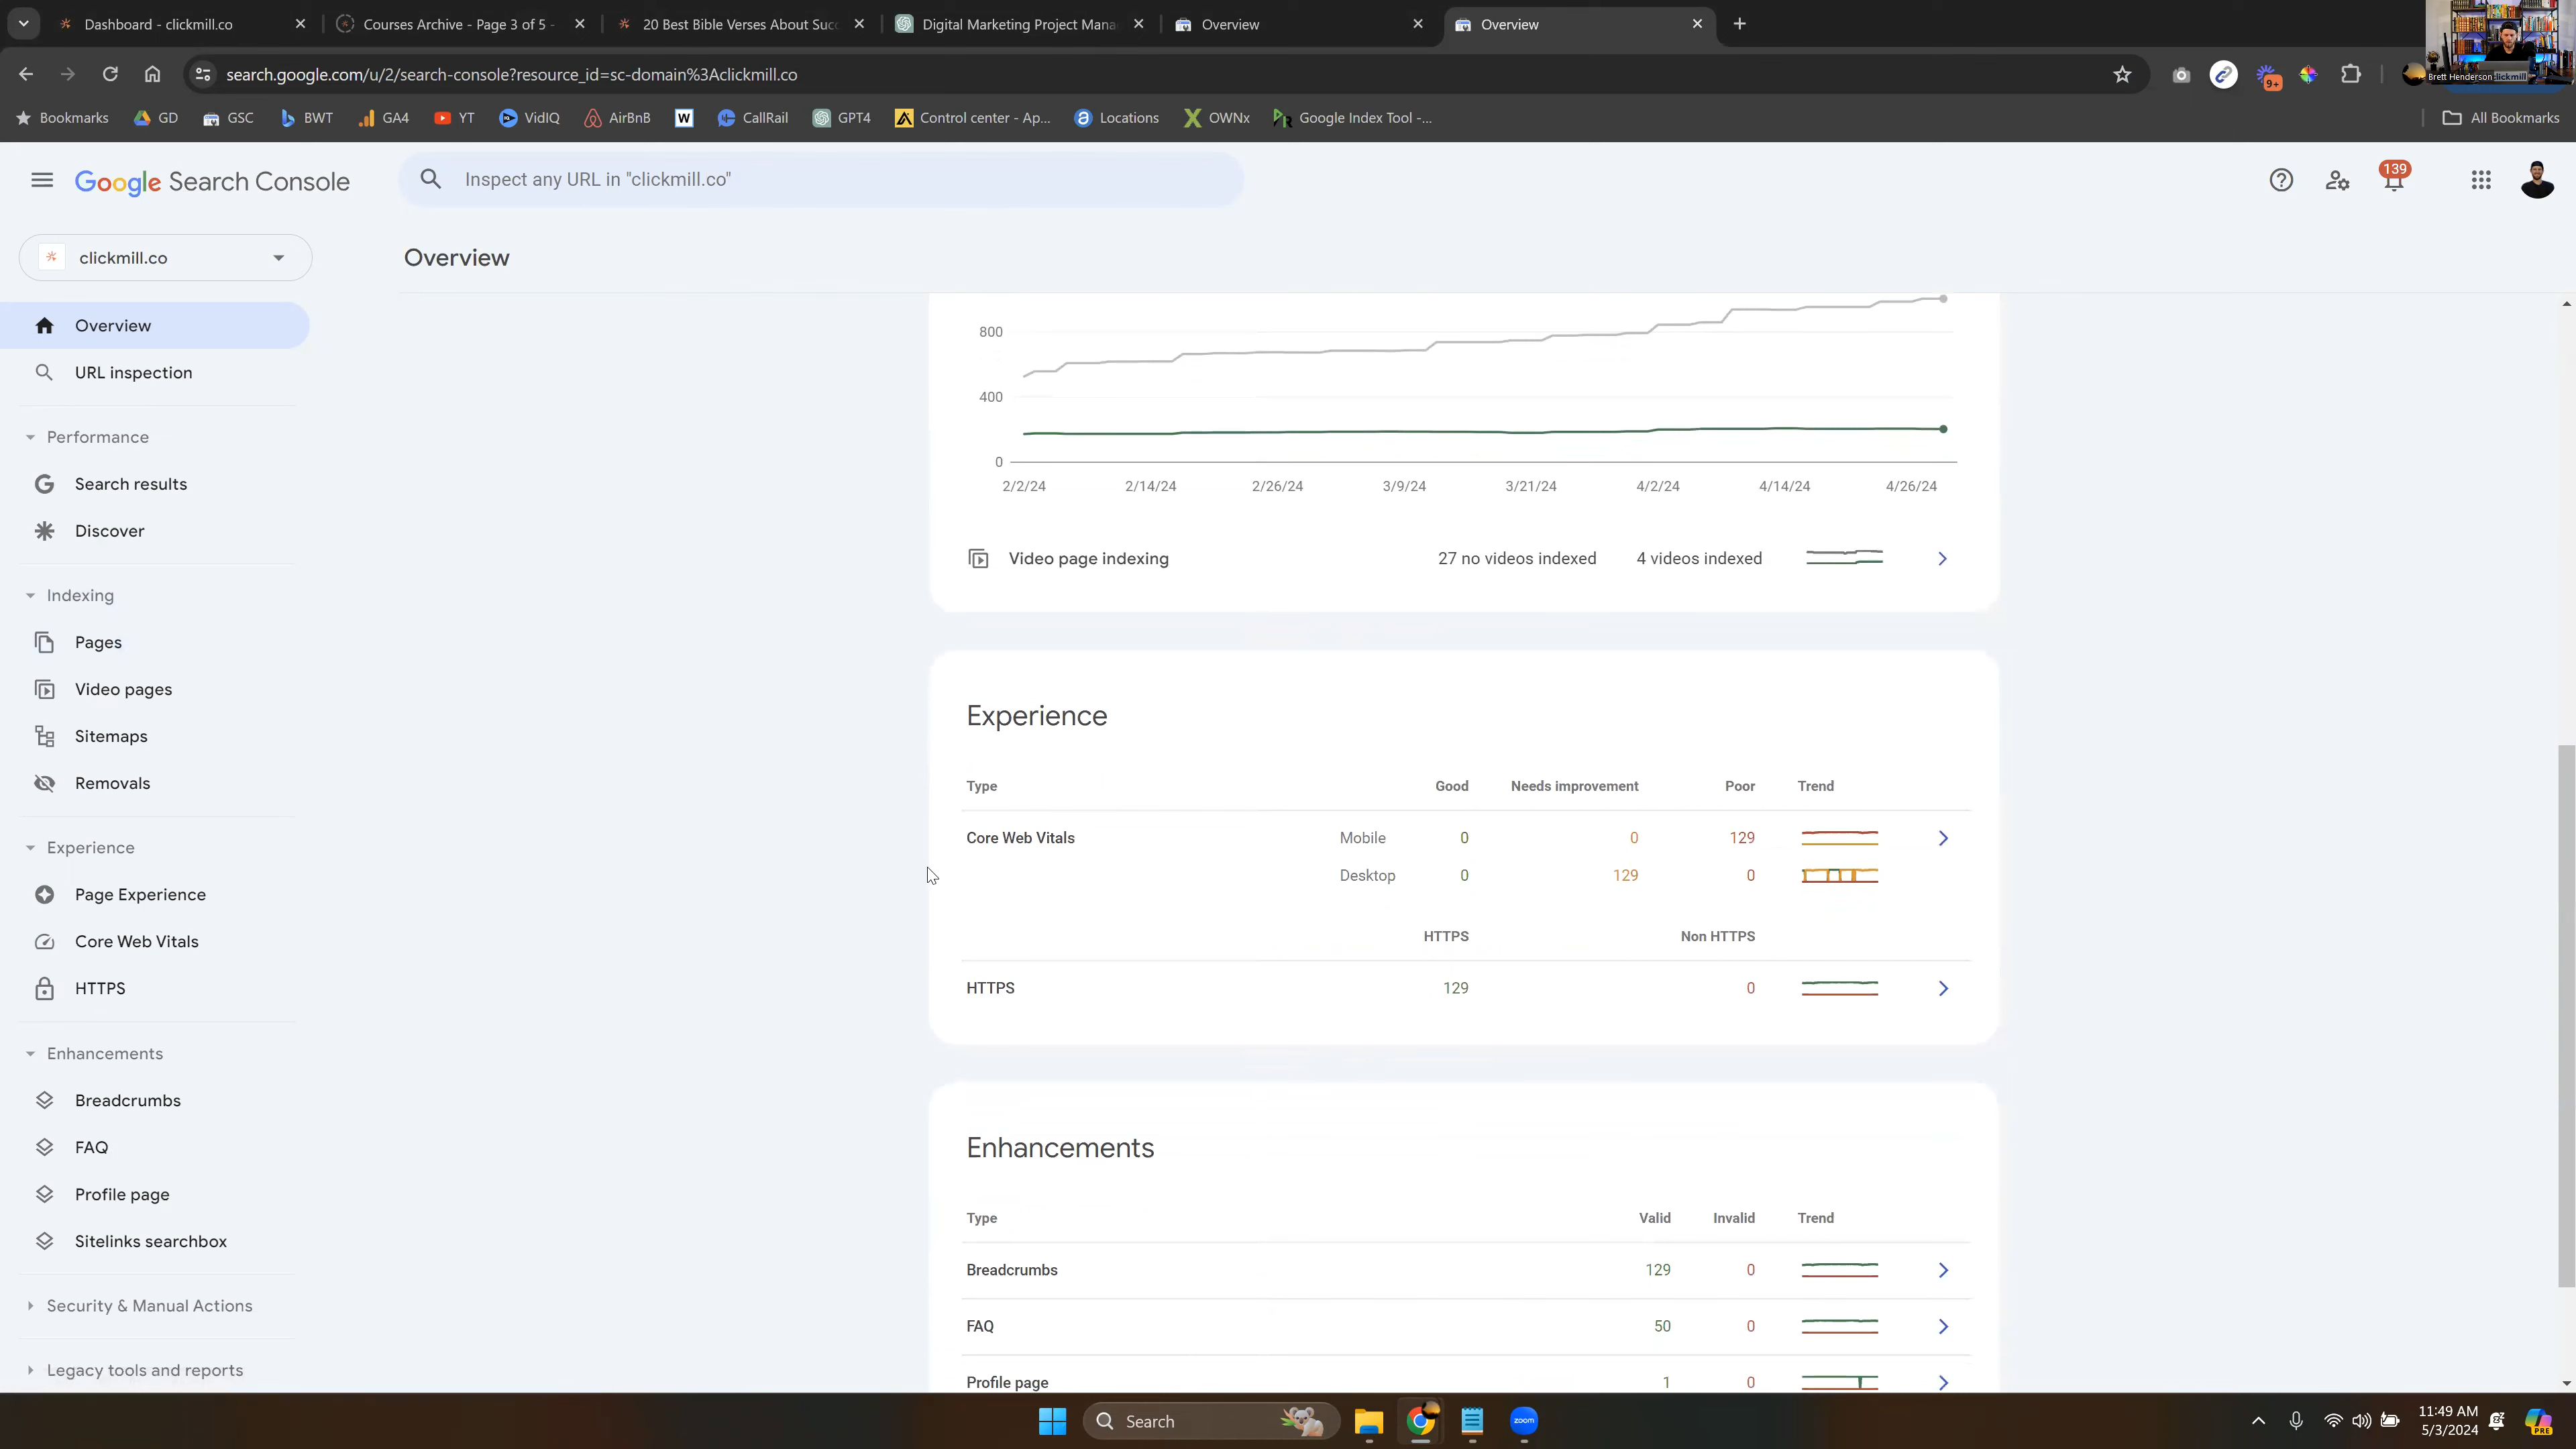 Dashboard - clickmill.co
Courses Archive - Page 3 of 5 -
20 Best Bible Verses About Succ
Digital Marketing Project Mana
Overview
Overview
search.google.com/u/2/search-console?resource_id=sc-domain%3Aclickmill.co
9+
Brett Henderson clickmill
Bookmarks
GD
GSC
BWT
GA4
YT
VidIQ
AirBnB
W
CallRail
GPT4
Control center - Ap...
Locations
OWNx
Google Index Tool -...
All Bookmarks
Google Search Console
Inspect any URL in "clickmill.co"
139
clickmill.co
Overview
Overview
URL inspection
Performance
Search results
Discover
Indexing
Pages
Video pages
Sitemaps
Removals
Experience
Page Experience
Core Web Vitals
HTTPS
Enhancements
Breadcrumbs
FAQ
Profile page
Sitelinks searchbox
Security & Manual Actions
Legacy tools and reports
800
400
0
2/2/24 2/14/24 2/26/24 3/9/24 3/21/24 4/2/24 4/14/24 4/26/24
Video page indexing 27 no videos indexed 4 videos indexed
Experience
Type Good Needs improvement Poor Trend
Core Web Vitals Mobile 0 0 129
Desktop 0 129 0
HTTPS Non HTTPS
HTTPS 129 0
Enhancements
Type Valid Invalid Trend
Breadcrumbs 129 0
FAQ 50 0
Profile page 1 0
Search
zoom
11:49 AM
5/3/2024
PRE